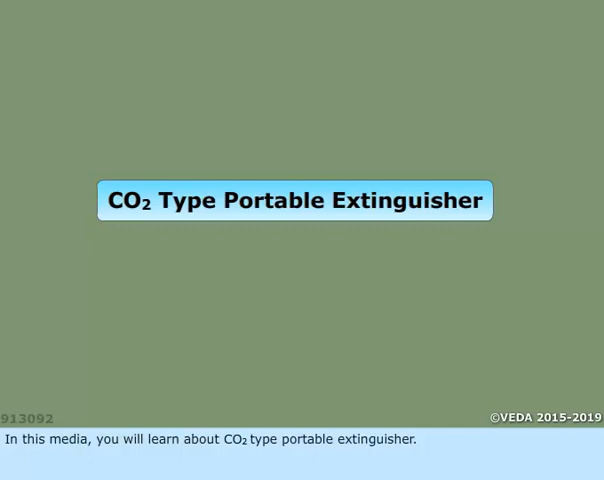 CO₂ Type Portable Extinguisher
913092
©VEDA 2015-2019
In this media, you will learn about CO₂ type portable extinguisher.